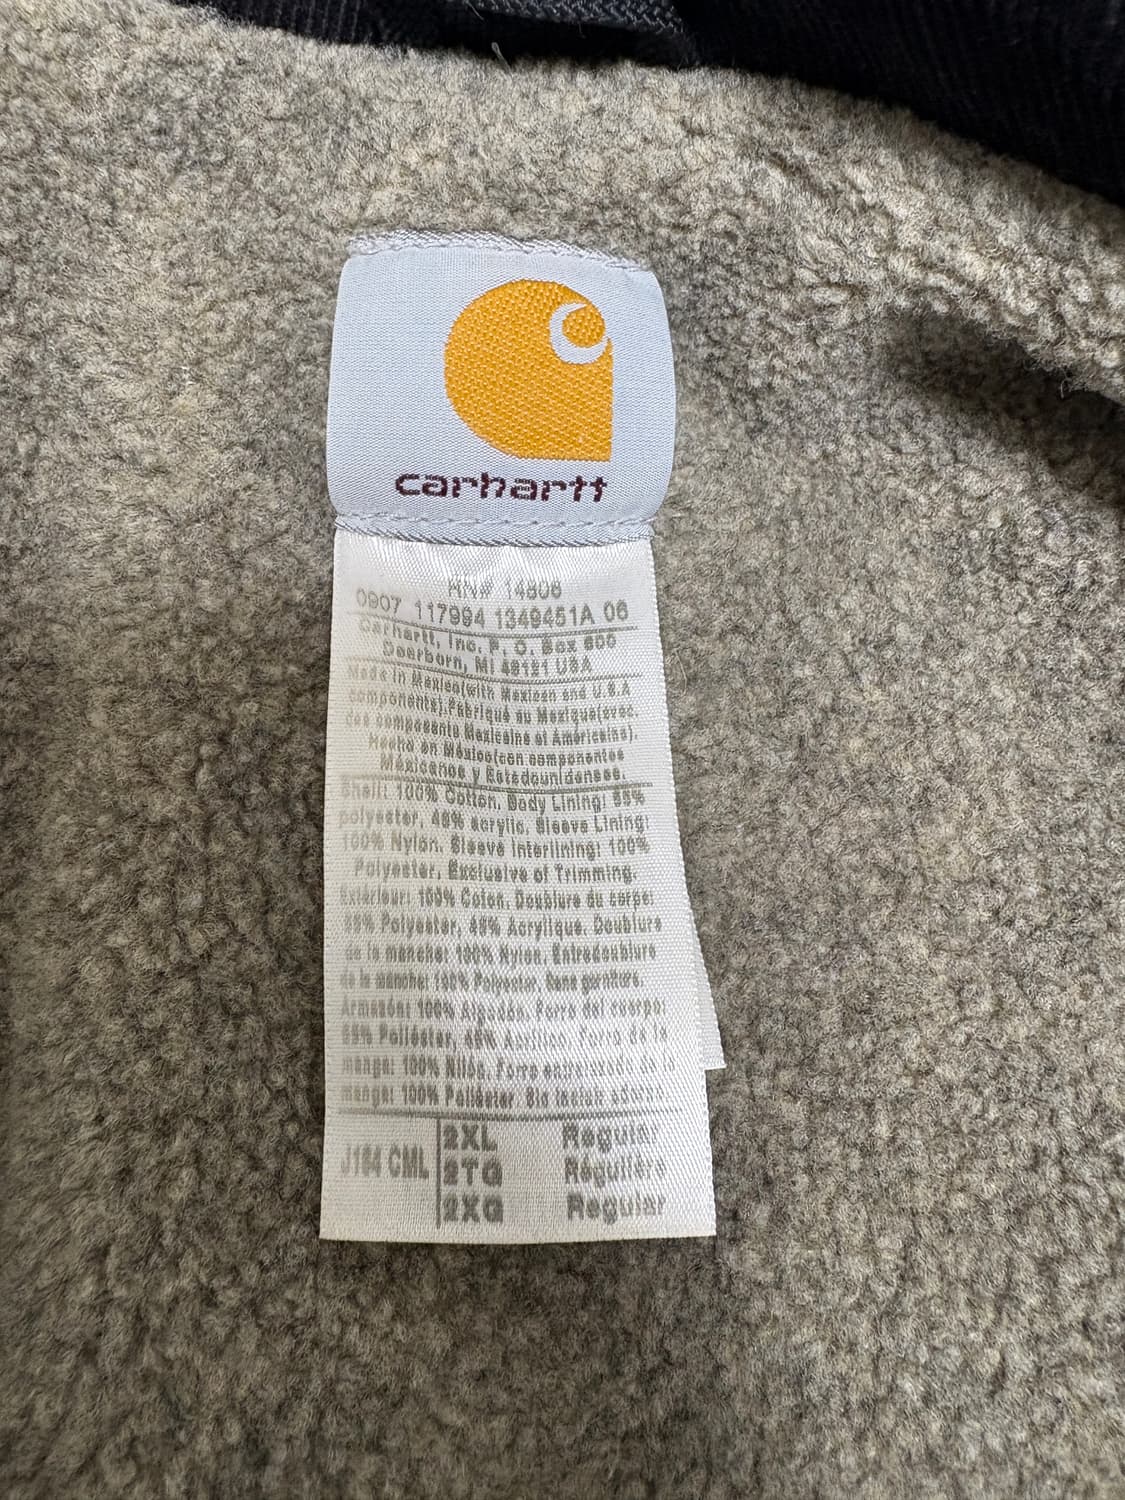 carhartt
RN# 14806
0907 117994 1349451A 06
Carhartt, Inc. P. O. Box 600
Dearborn, MI 48121 USA
Made in Mexico(with Mexican and U.S.A
components).Fabriqué au Mexique(avec.
des composants Mexicains et Américains).
Hecho en México(con componentes
Méxicanos y Estadounidenses.
Shell: 100% Cotton. Body Lining: 55%
polyester, 45% acrylic. Sleeve Lining:
100% Nylon. Sleeve Interlining: 100%
Polyester, Exclusive of Trimming.
Extérieur: 100% Coton. Doublure du corps:
55% Polyester, 45% Acrylique. Doublure
de la manche: 100% Nylon. Entredoublure
de la manche: 100% Polyester. Sans garniture.
Armazón: 100% Algodón. Forro del cuerpo:
55% Poliéster, 45% Acrílico. Forro de la
manga: 100% Nilón. Forro entrelazado de la
manga: 100% Poliéster. Sin incluir adorno.
2XL Regular
J184 CML 2TG Régulière
2XG Regular